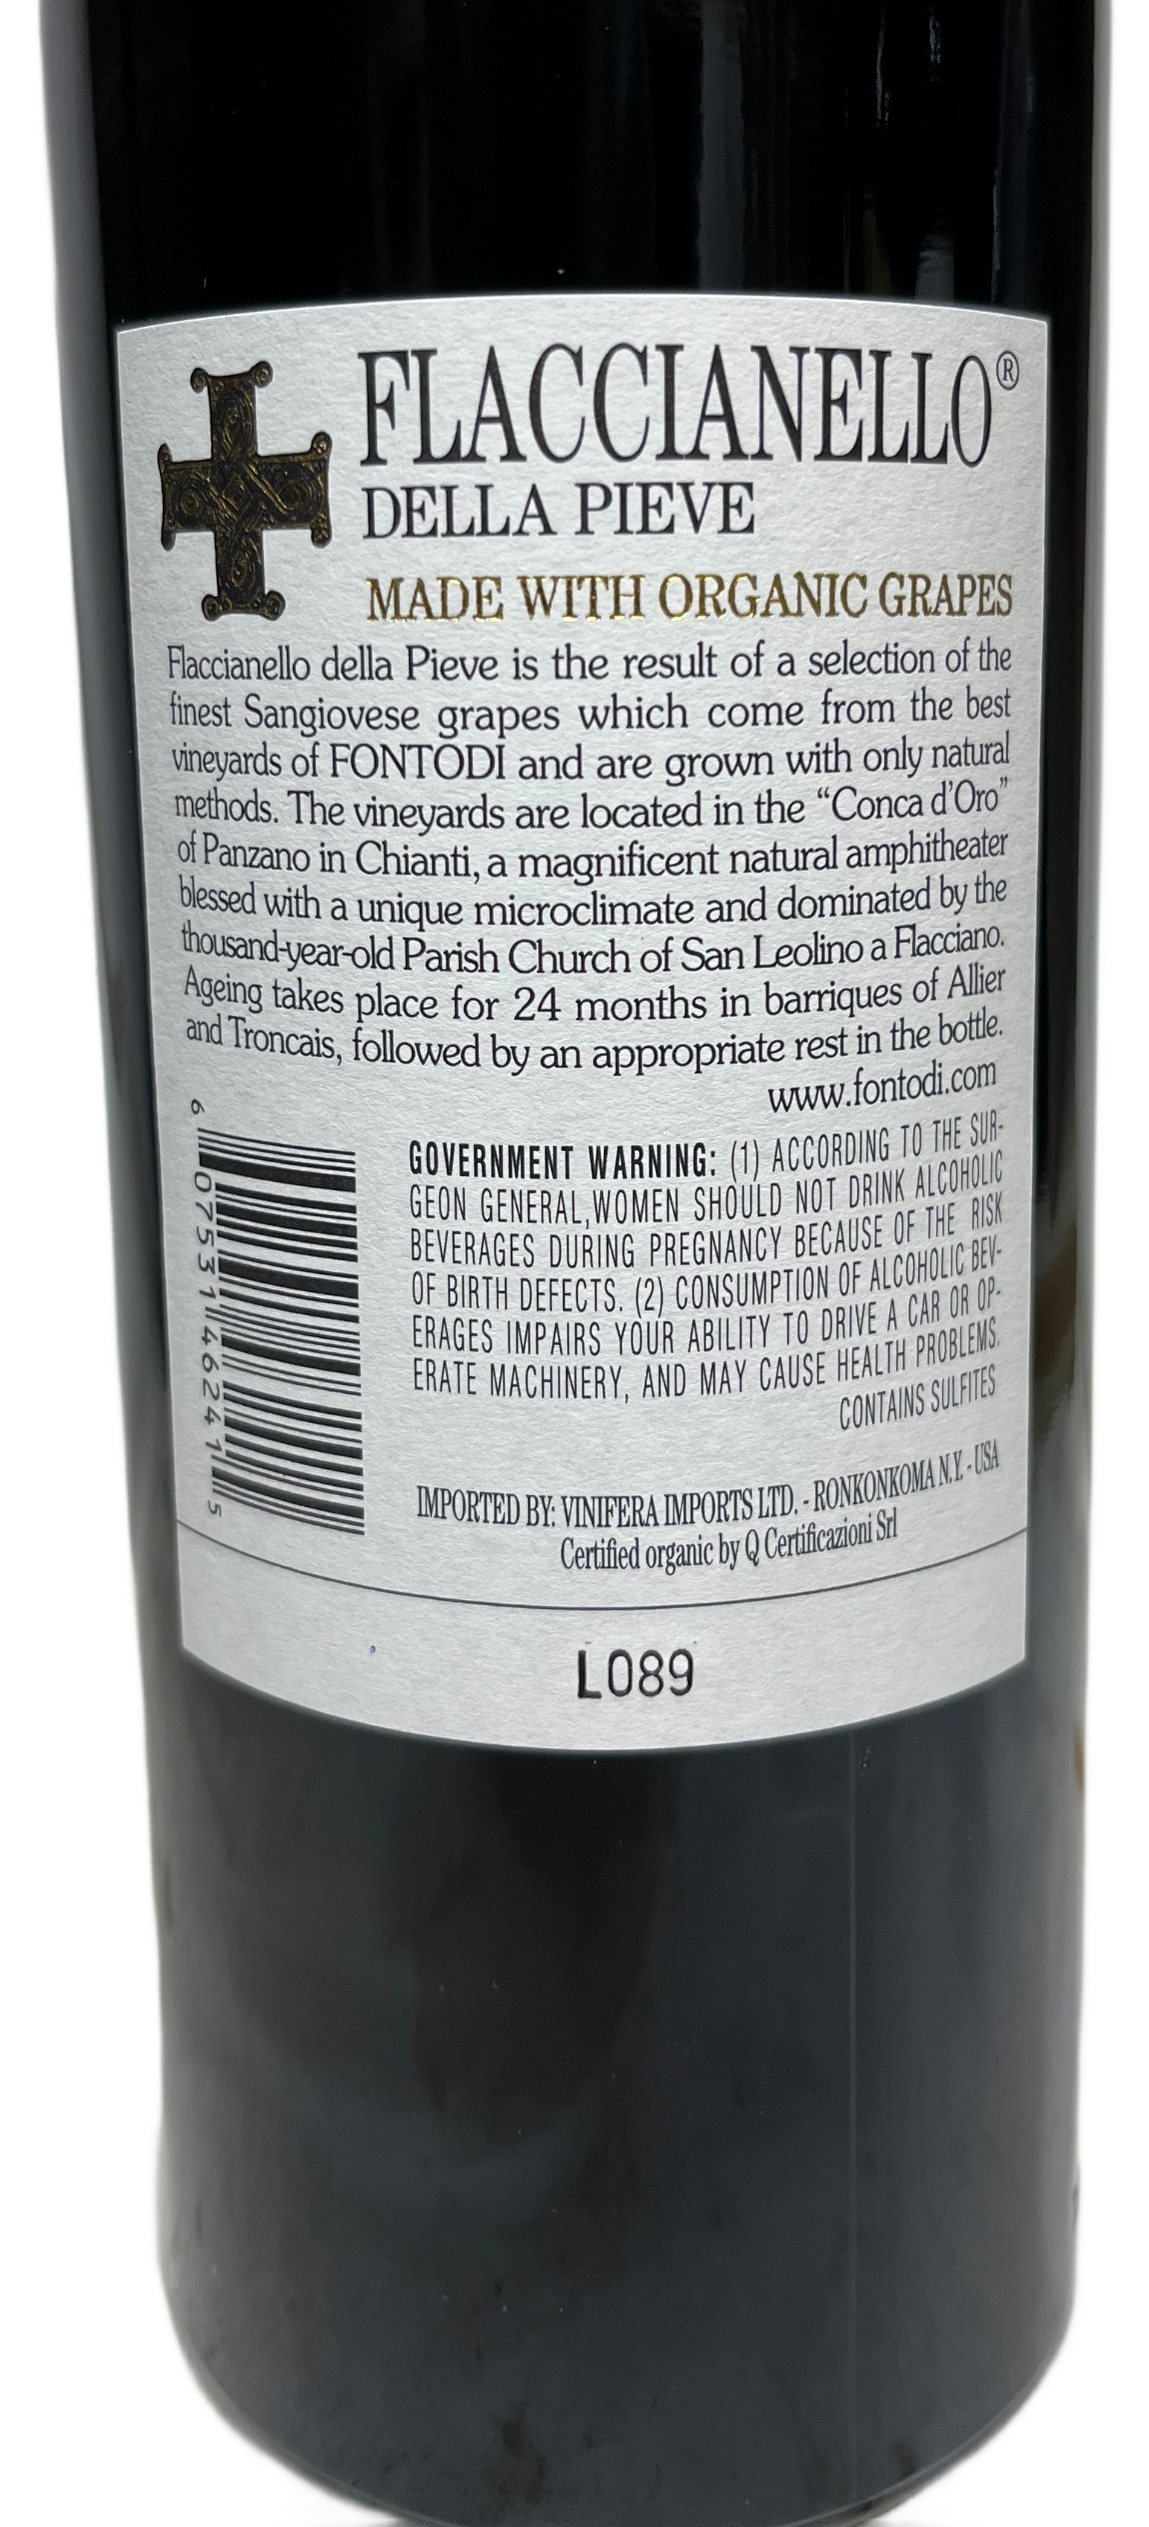 FLACCIANELLO®
DELLA PIEVE
MADE WITH ORGANIC GRAPES
Flaccianello della Pieve is the result of a selection of the
finest Sangiovese grapes which come from the best
vineyards of FONTODI and are grown with only natural
methods. The vineyards are located in the “Conca d’Oro”
of Panzano in Chianti, a magnificent natural amphitheater
blessed with a unique microclimate and dominated by the
thousand-year-old Parish Church of San Leolino a Flacciano.
Ageing takes place for 24 months in barriques of Allier
and Troncais, followed by an appropriate rest in the bottle.
www.fontodi.com
6 07531 46241 5
GOVERNMENT WARNING: (1) ACCORDING TO THE SUR-
GEON GENERAL,WOMEN SHOULD NOT DRINK ALCOHOLIC
BEVERAGES DURING PREGNANCY BECAUSE OF THE RISK
OF BIRTH DEFECTS. (2) CONSUMPTION OF ALCOHOLIC BEV-
ERAGES IMPAIRS YOUR ABILITY TO DRIVE A CAR OR OP-
ERATE MACHINERY, AND MAY CAUSE HEALTH PROBLEMS.
CONTAINS SULFITES
IMPORTED BY: VINIFERA IMPORTS LTD. - RONKONKOMA N.Y. - USA
Certified organic by Q Certificazioni Srl
L089